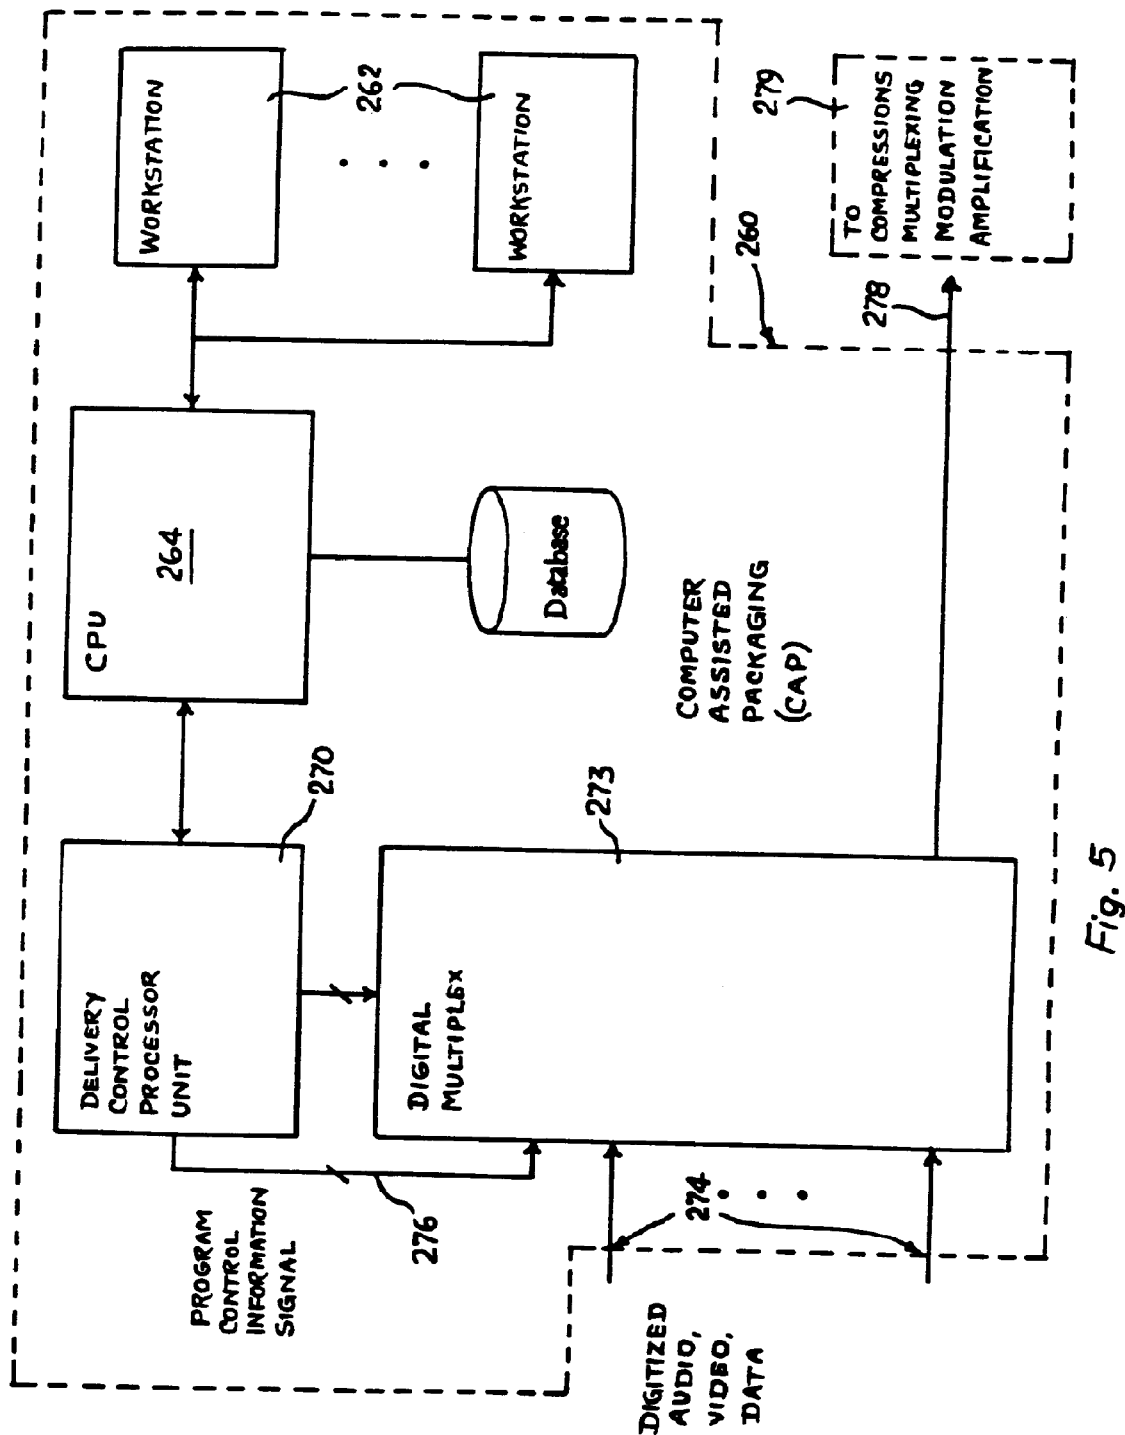 PROGRAM
CONTROL
INFORMATION
SIGNAL
276
DELIVERY
CONTROL
PROCESSOR
UNIT
270
CPU
264
WORKSTATION
262
WORKSTATION
Database
DIGITIZED
AUDIO,
VIDEO,
DATA
274
DIGITAL
MULTIPLEX
273
COMPUTER
ASSISTED
PACKAGING
(CAP)
260
278
279
TO
COMPRESSIONS
MULTIPLEXING
MODULATION
AMPLIFICATION
Fig. 5